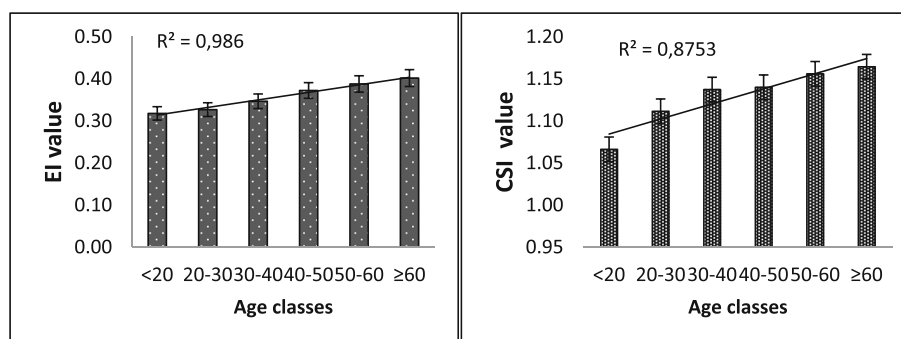 R² = 0,986
EI value
0.50
0.40
0.30
0.20
0.10
0.00
<20 20-30 30-40 40-50 50-60 ≥60
Age classes
R² = 0,8753
CSI value
1.20
1.15
1.10
1.05
1.00
0.95
<20 20-30 30-40 40-50 50-60 ≥60
Age classes